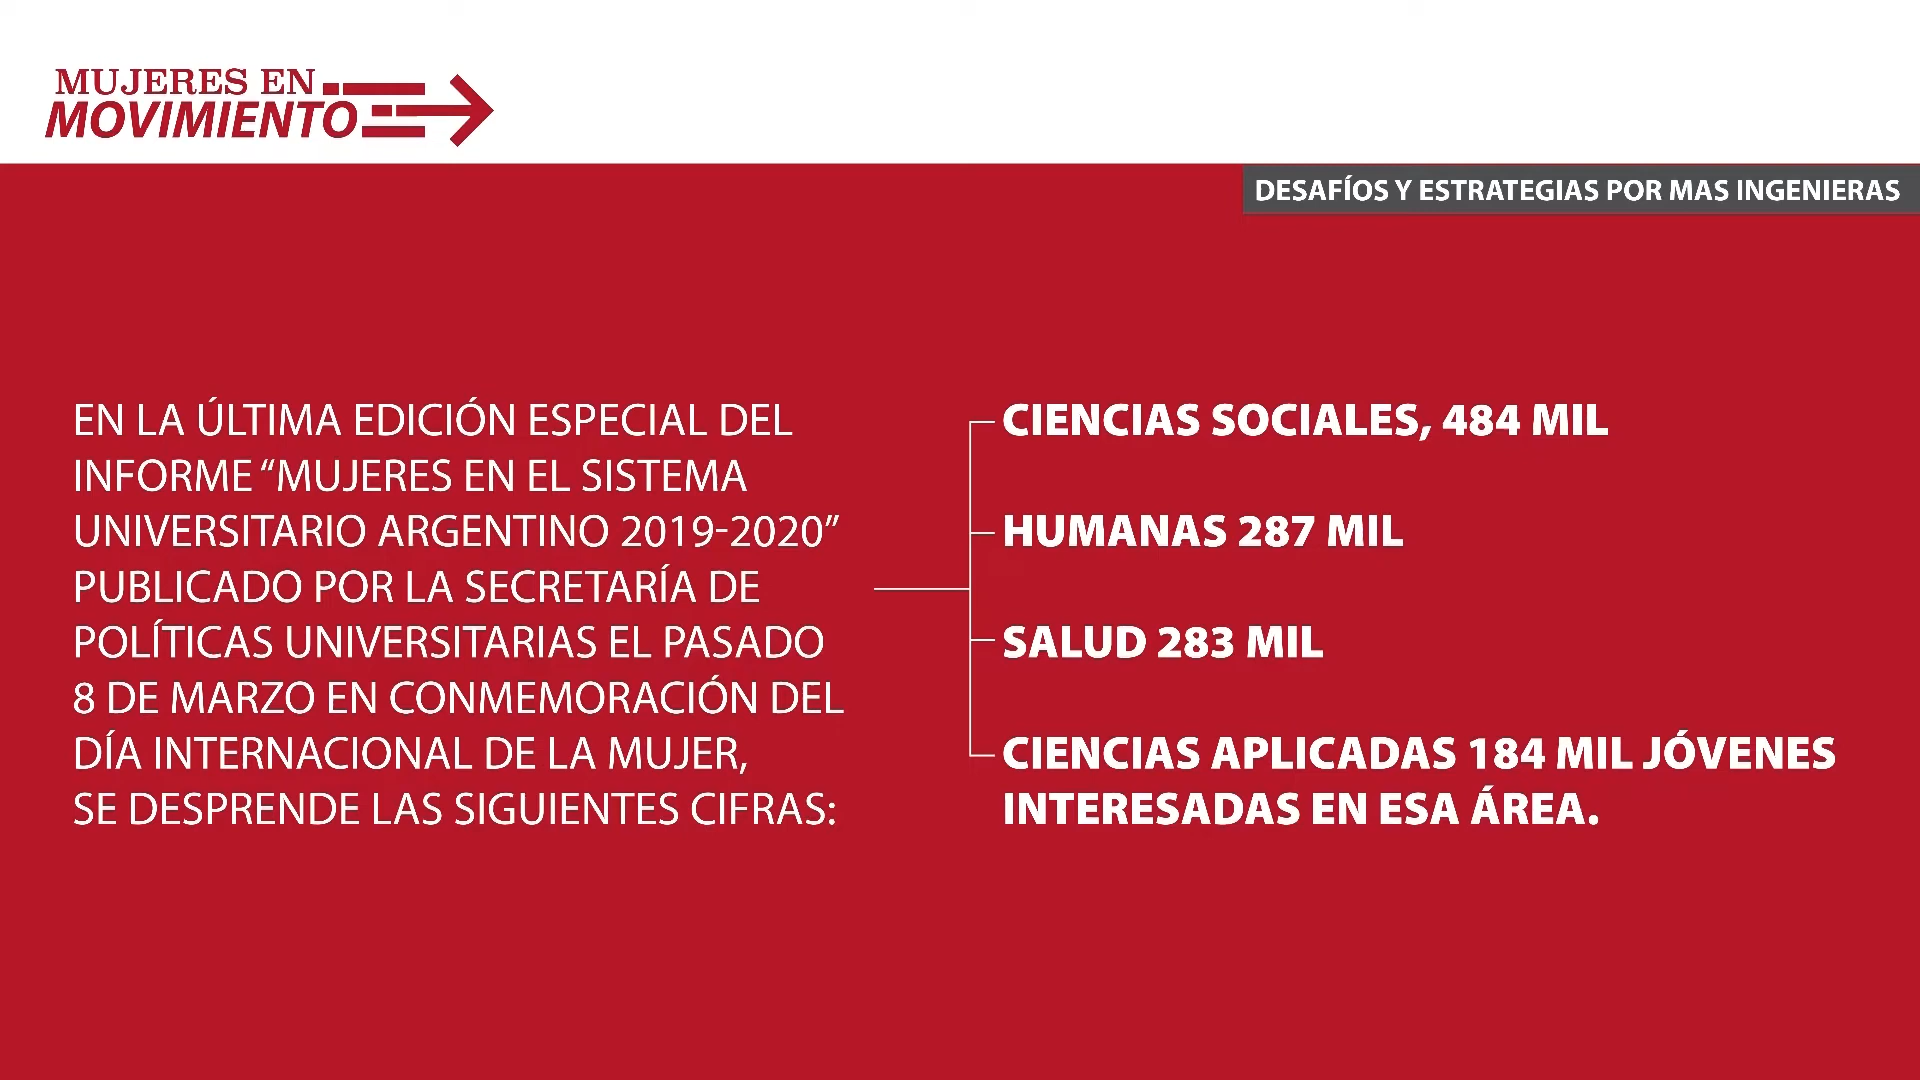 MUJERES EN
MOVIMIENTO
DESAFÍOS Y ESTRATEGIAS POR MAS INGENIERAS
EN LA ÚLTIMA EDICIÓN ESPECIAL DEL
INFORME “MUJERES EN EL SISTEMA
UNIVERSITARIO ARGENTINO 2019-2020”
PUBLICADO POR LA SECRETARÍA DE
POLÍTICAS UNIVERSITARIAS EL PASADO
8 DE MARZO EN CONMEMORACIÓN DEL
DÍA INTERNACIONAL DE LA MUJER,
SE DESPRENDE LAS SIGUIENTES CIFRAS:
CIENCIAS SOCIALES, 484 MIL
HUMANAS 287 MIL
SALUD 283 MIL
CIENCIAS APLICADAS 184 MIL JÓVENES
INTERESADAS EN ESA ÁREA.